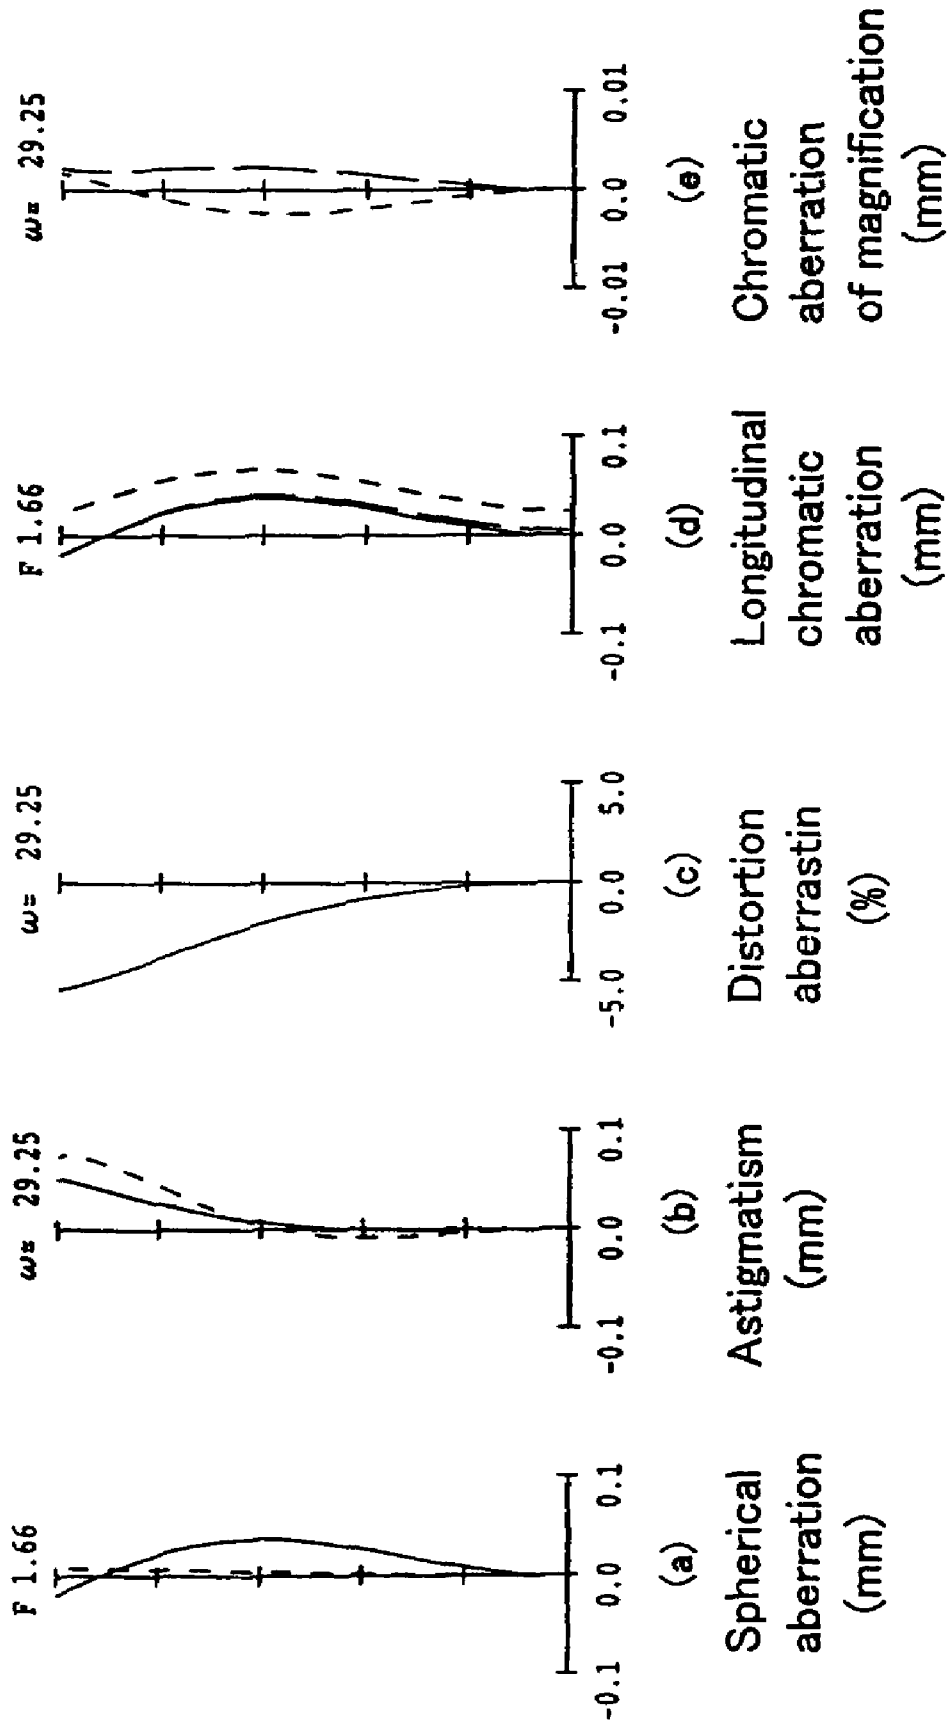 F 1.66
-0.1 0.0 0.1
(a)
Spherical
aberration
(mm)
ω= 29.25
-0.1 0.0 0.1
(b)
Astigmatism
(mm)
ω= 29.25
-5.0 0.0 5.0
(c)
Distortion
aberrastin
(%)
F 1.66
-0.1 0.0 0.1
(d)
Longitudinal
chromatic
aberration
(mm)
ω= 29.25
-0.01 0.0 0.01
(e)
Chromatic
aberration
of magnification
(mm)